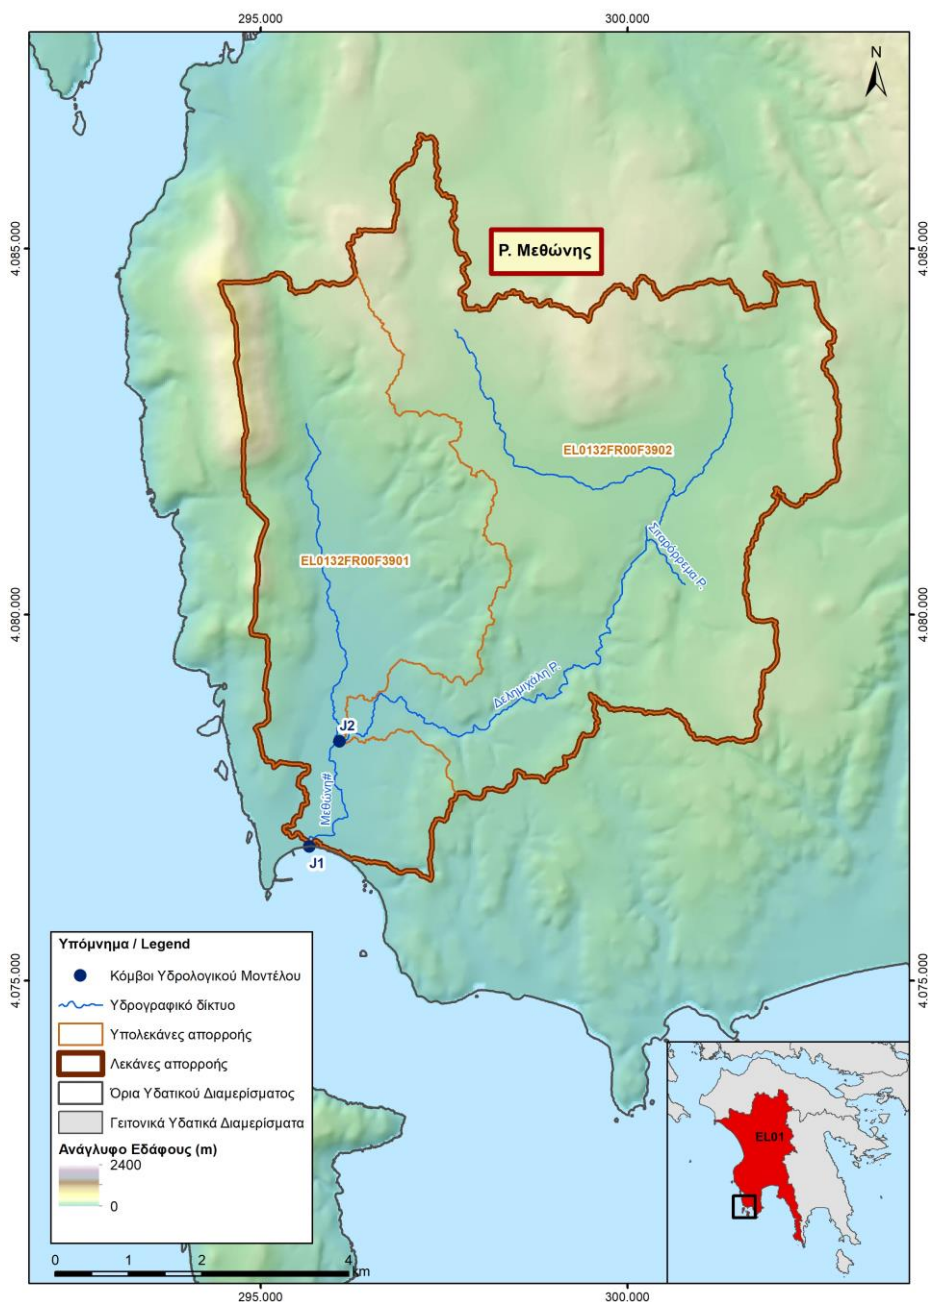 295.000
300.000
N
4.085.000
4.085.000
Ρ. Μεθώνης
EL0132FR00F3902
Σπαρόρρεμα Ρ.
EL0132FR00F3901
4.080.000
4.080.000
Δεληmιχάλη Ρ.
J2
Μεθώνη#
J1
4.075.000
4.075.000
Υπόμνημα / Legend
Κόμβοι Υδρολογικού Μοντέλου
Υδρογραφικό δίκτυο
Υπολεκάνες απορροής
Λεκάνες απορροής
Όρια Υδατικού Διαμερίσματος
Γειτονικά Υδατικά Διαμερίσματα
Ανάγλυφο Εδάφους (m)
2400
0
EL01
0 1 2 4
km
295.000
300.000